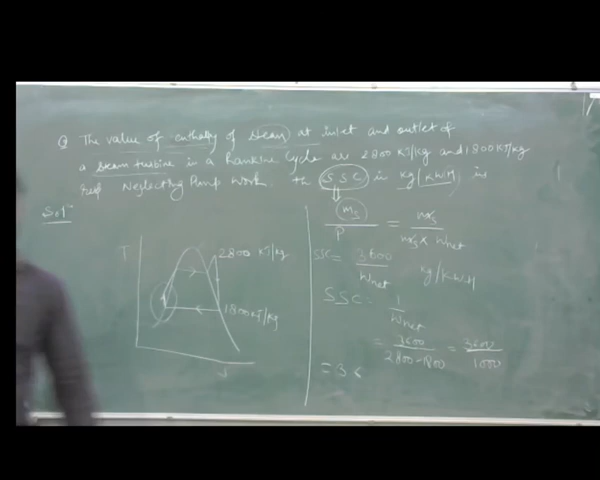 Q The value of enthalpy of steam at inlet and outlet of
a steam turbine in a Rankine Cycle are 2800 KJ/kg and 1800 KJ/kg
resp Neglecting Pump work. th SSC in kg/KWH is
Sol^n
T
2800 KJ/kg
1800 KJ/kg
ms/P = ms/ms x Wnet
SSC = 3600/Wnet kg/KWH
SSC = 1/Wnet
= 3600/2800-1800 = 3600/1000
= 3.6